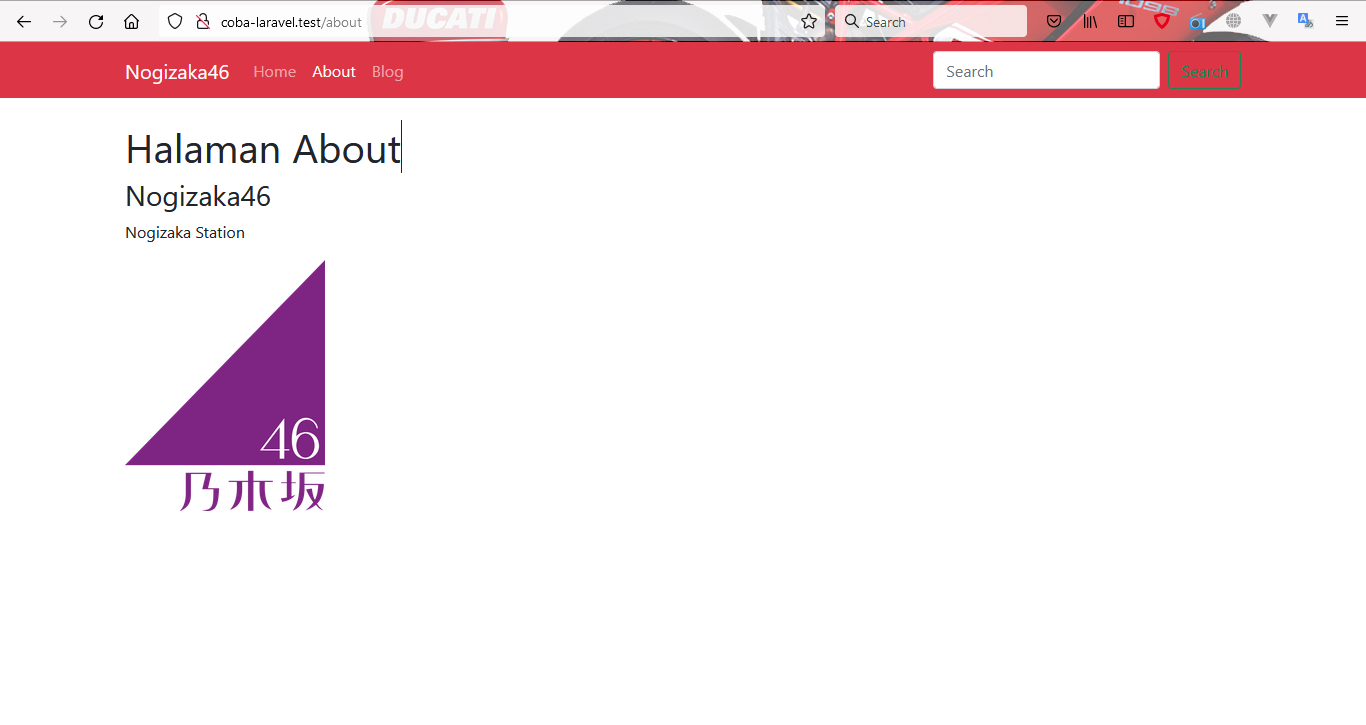 coba-laravel.test/about
DUCATI
Search
1098
Nogizaka46 Home About Blog
Search
Search
Halaman About
Nogizaka46
Nogizaka Station
46
乃木坂